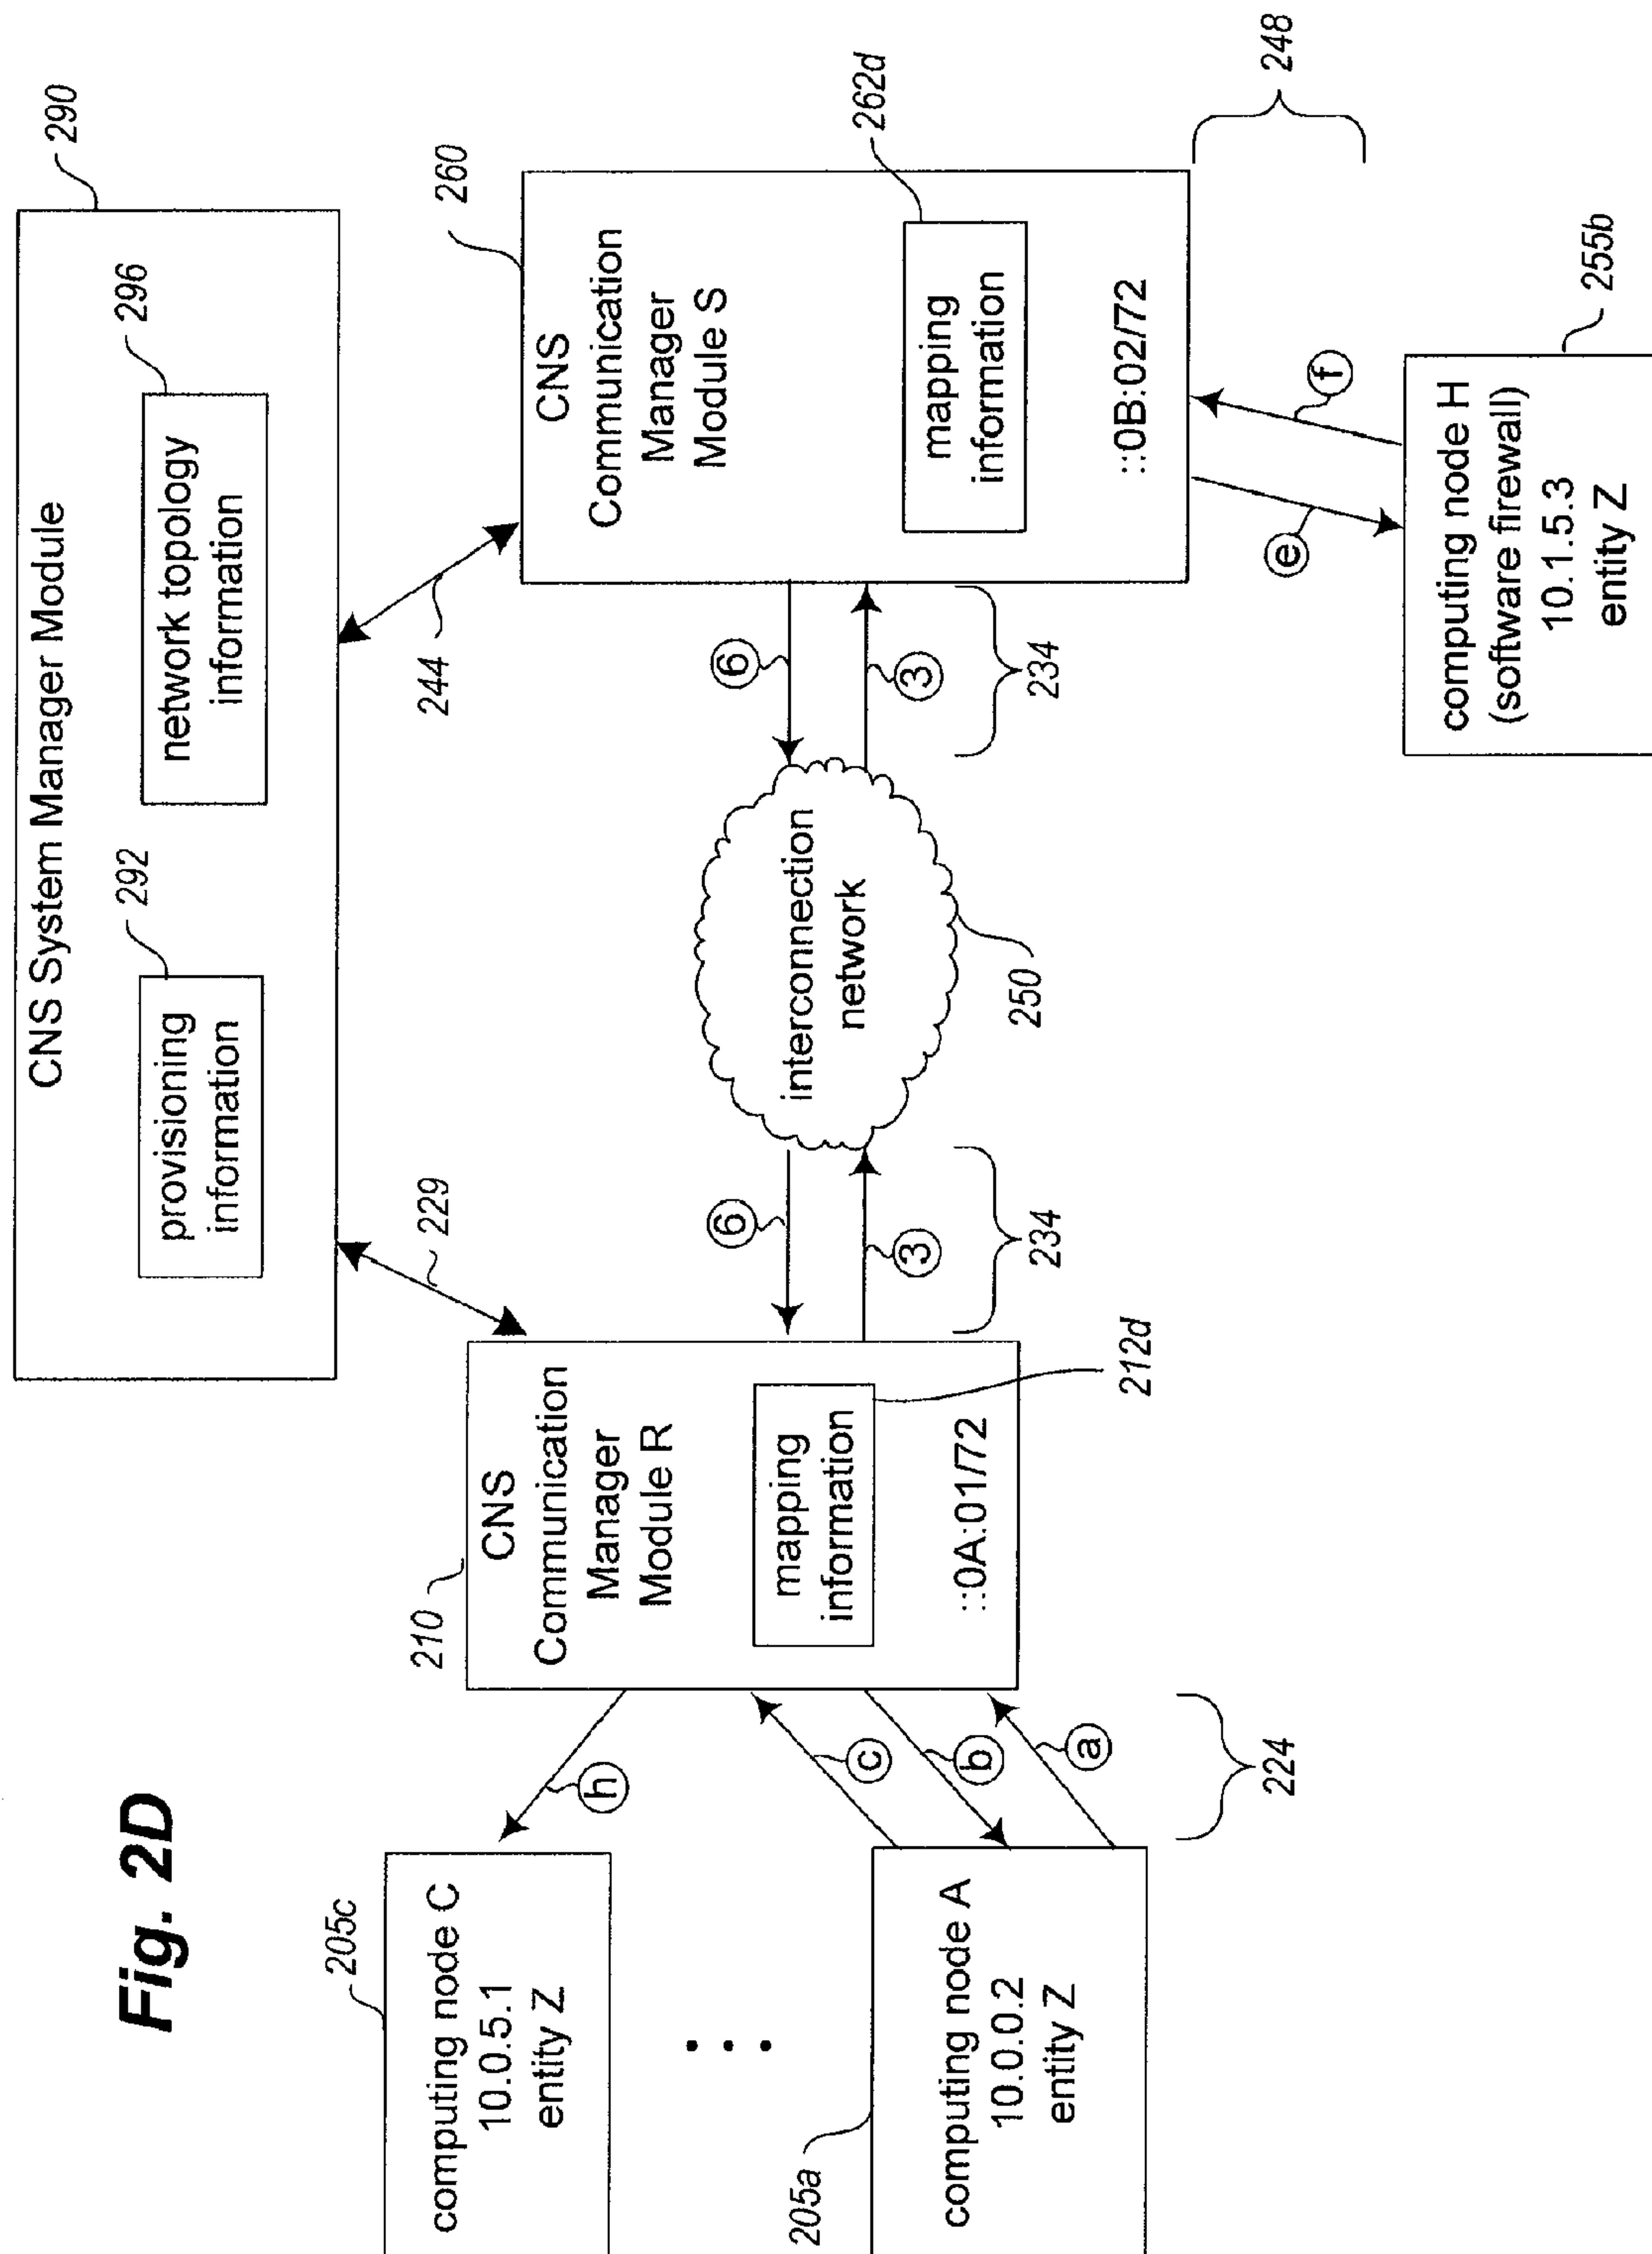 Fig. 2D
290
CNS System Manager Module
292
provisioning
information
296
network topology
information
229
244
210
CNS
Communication
Manager
Module R
mapping
information
212d
::0A:01/72
260
CNS
Communication
Manager
Module S
mapping
information
262d
::0B:02/72
6
3
234
interconnection
network
250
6
3
234
248
205c
computing node C
10.0.5.1
entity Z
h
205a
computing node A
10.0.0.2
entity Z
c
b
a
224
e
f
255b
computing node H
(software firewall)
10.1.5.3
entity Z